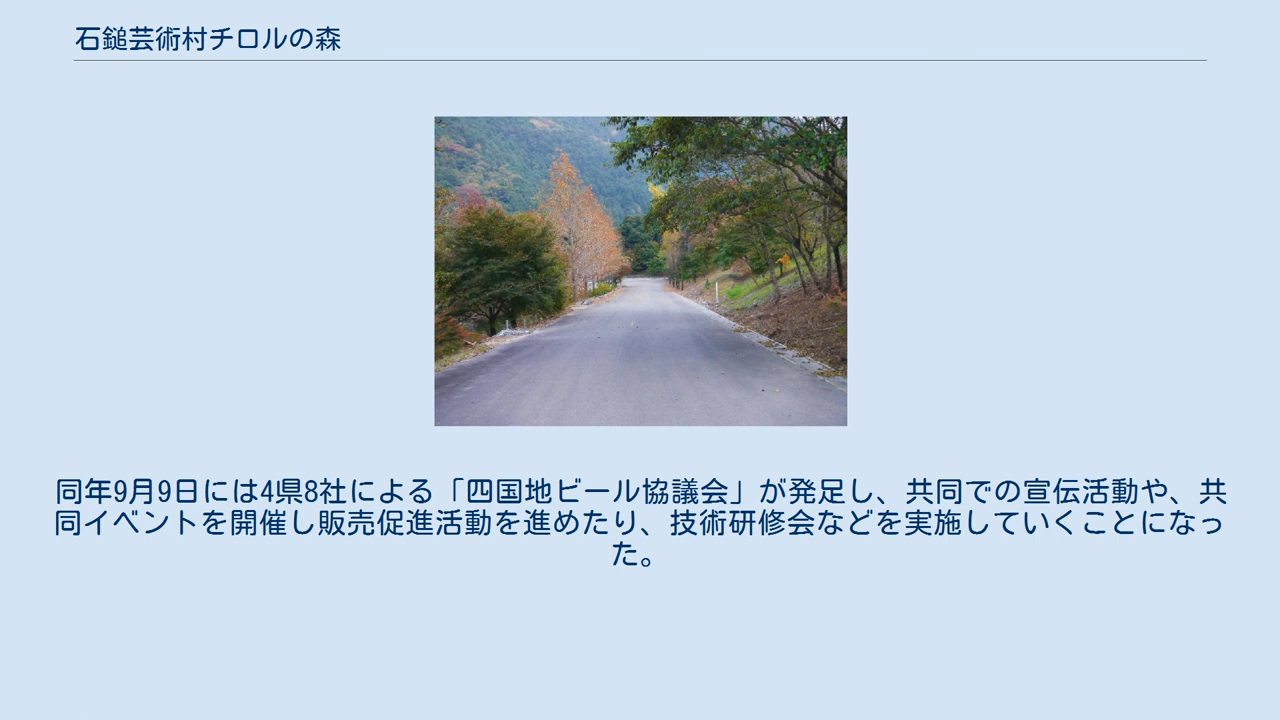 石鎚芸術村チロルの森
同年9月9日には4県8社による「四国地ビール協議会」が発足し、共同での宣伝活動や、共
同イベントを開催し販売促進活動を進めたり、技術研修会などを実施していくことになっ
た。